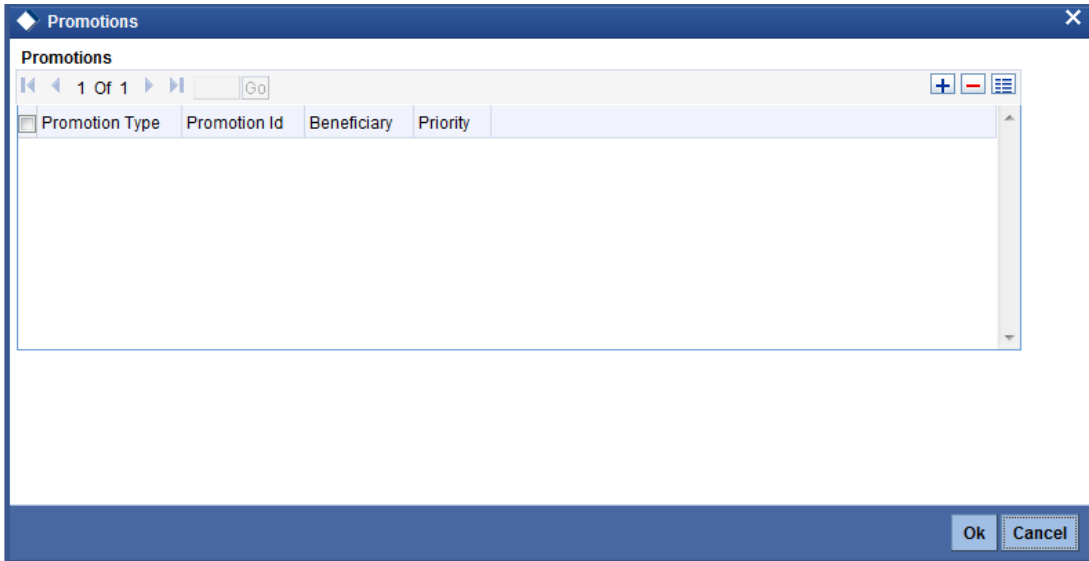 Promotions
Promotions
1 Of 1 Go
Promotion Type Promotion Id Beneficiary Priority
Ok Cancel